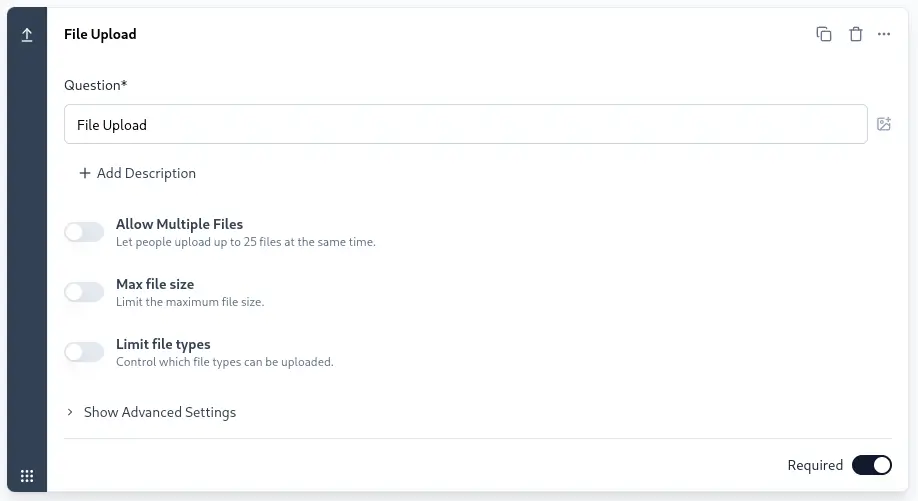 File Upload
Question*
File Upload
Add Description
Allow Multiple Files
Let people upload up to 25 files at the same time.
Max file size
Limit the maximum file size.
Limit file types
Control which file types can be uploaded.
Show Advanced Settings
Required